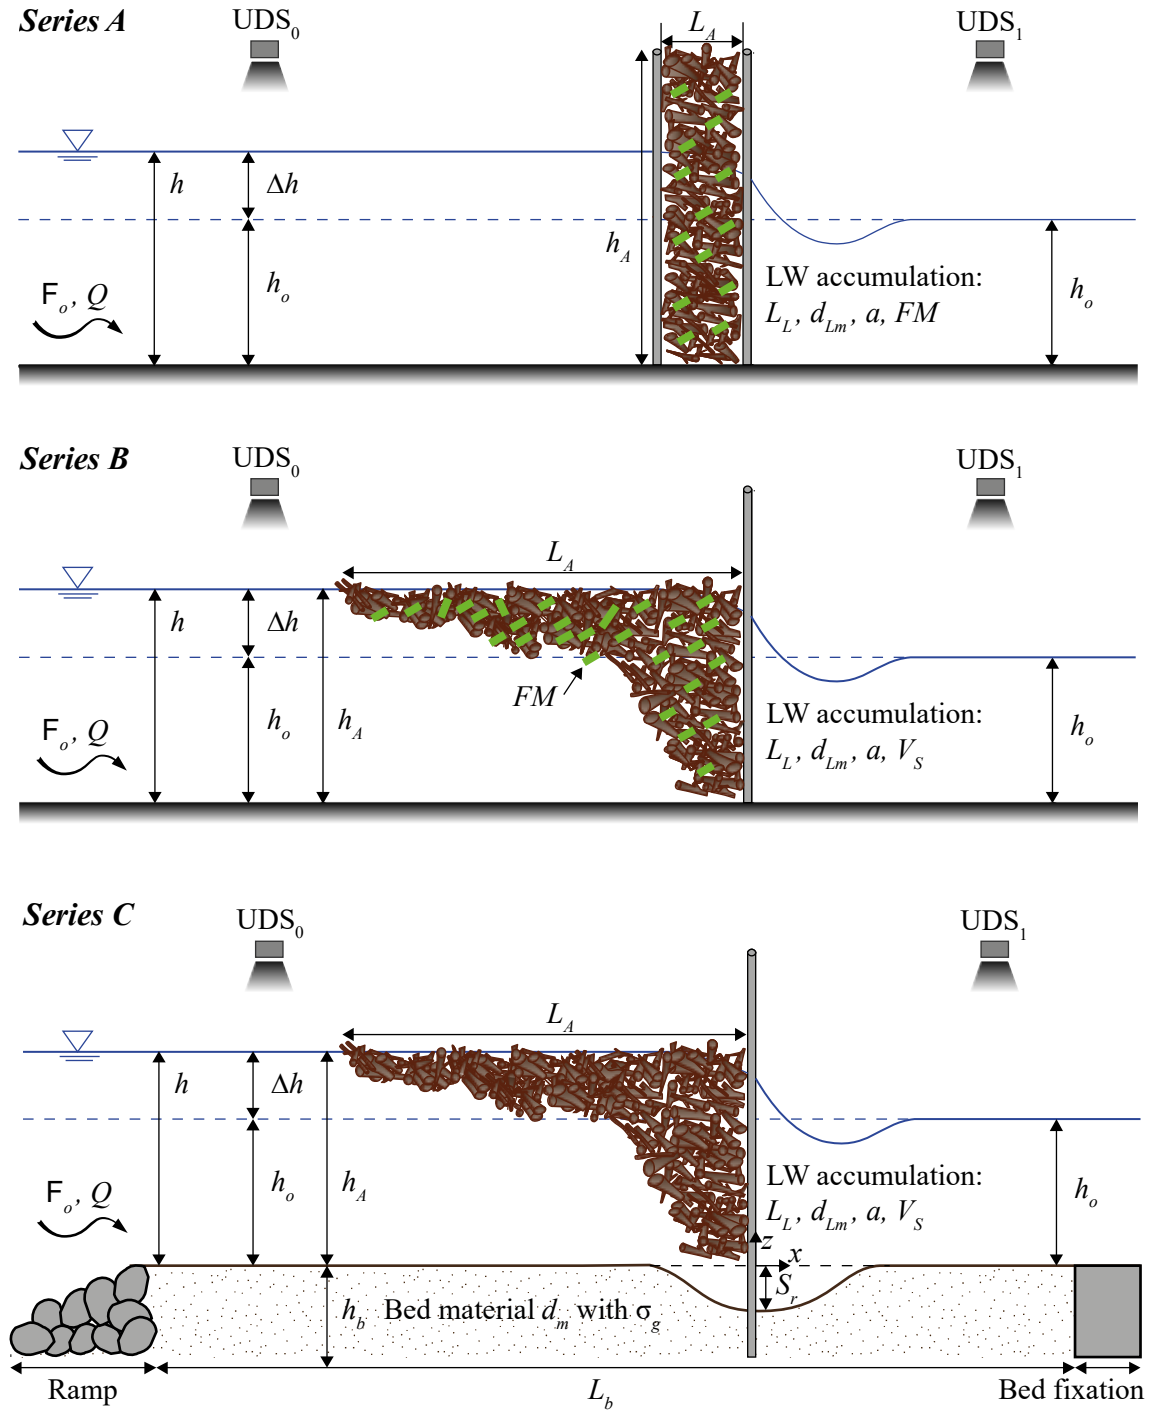 Series A
UDS0
UDS1
LA
h
Δh
hA
ho
Fo, Q
LW accumulation:
LL, dLm, a, FM
ho
Series B
UDS0
UDS1
LA
h
Δh
FM
ho
hA
Fo, Q
LW accumulation:
LL, dLm, a, VS
ho
Series C
UDS0
UDS1
LA
h
Δh
ho
hA
Fo, Q
LW accumulation:
LL, dLm, a, VS
ho
z
x
Sr
hb Bed material dm with σg
Ramp
Lb
Bed fixation